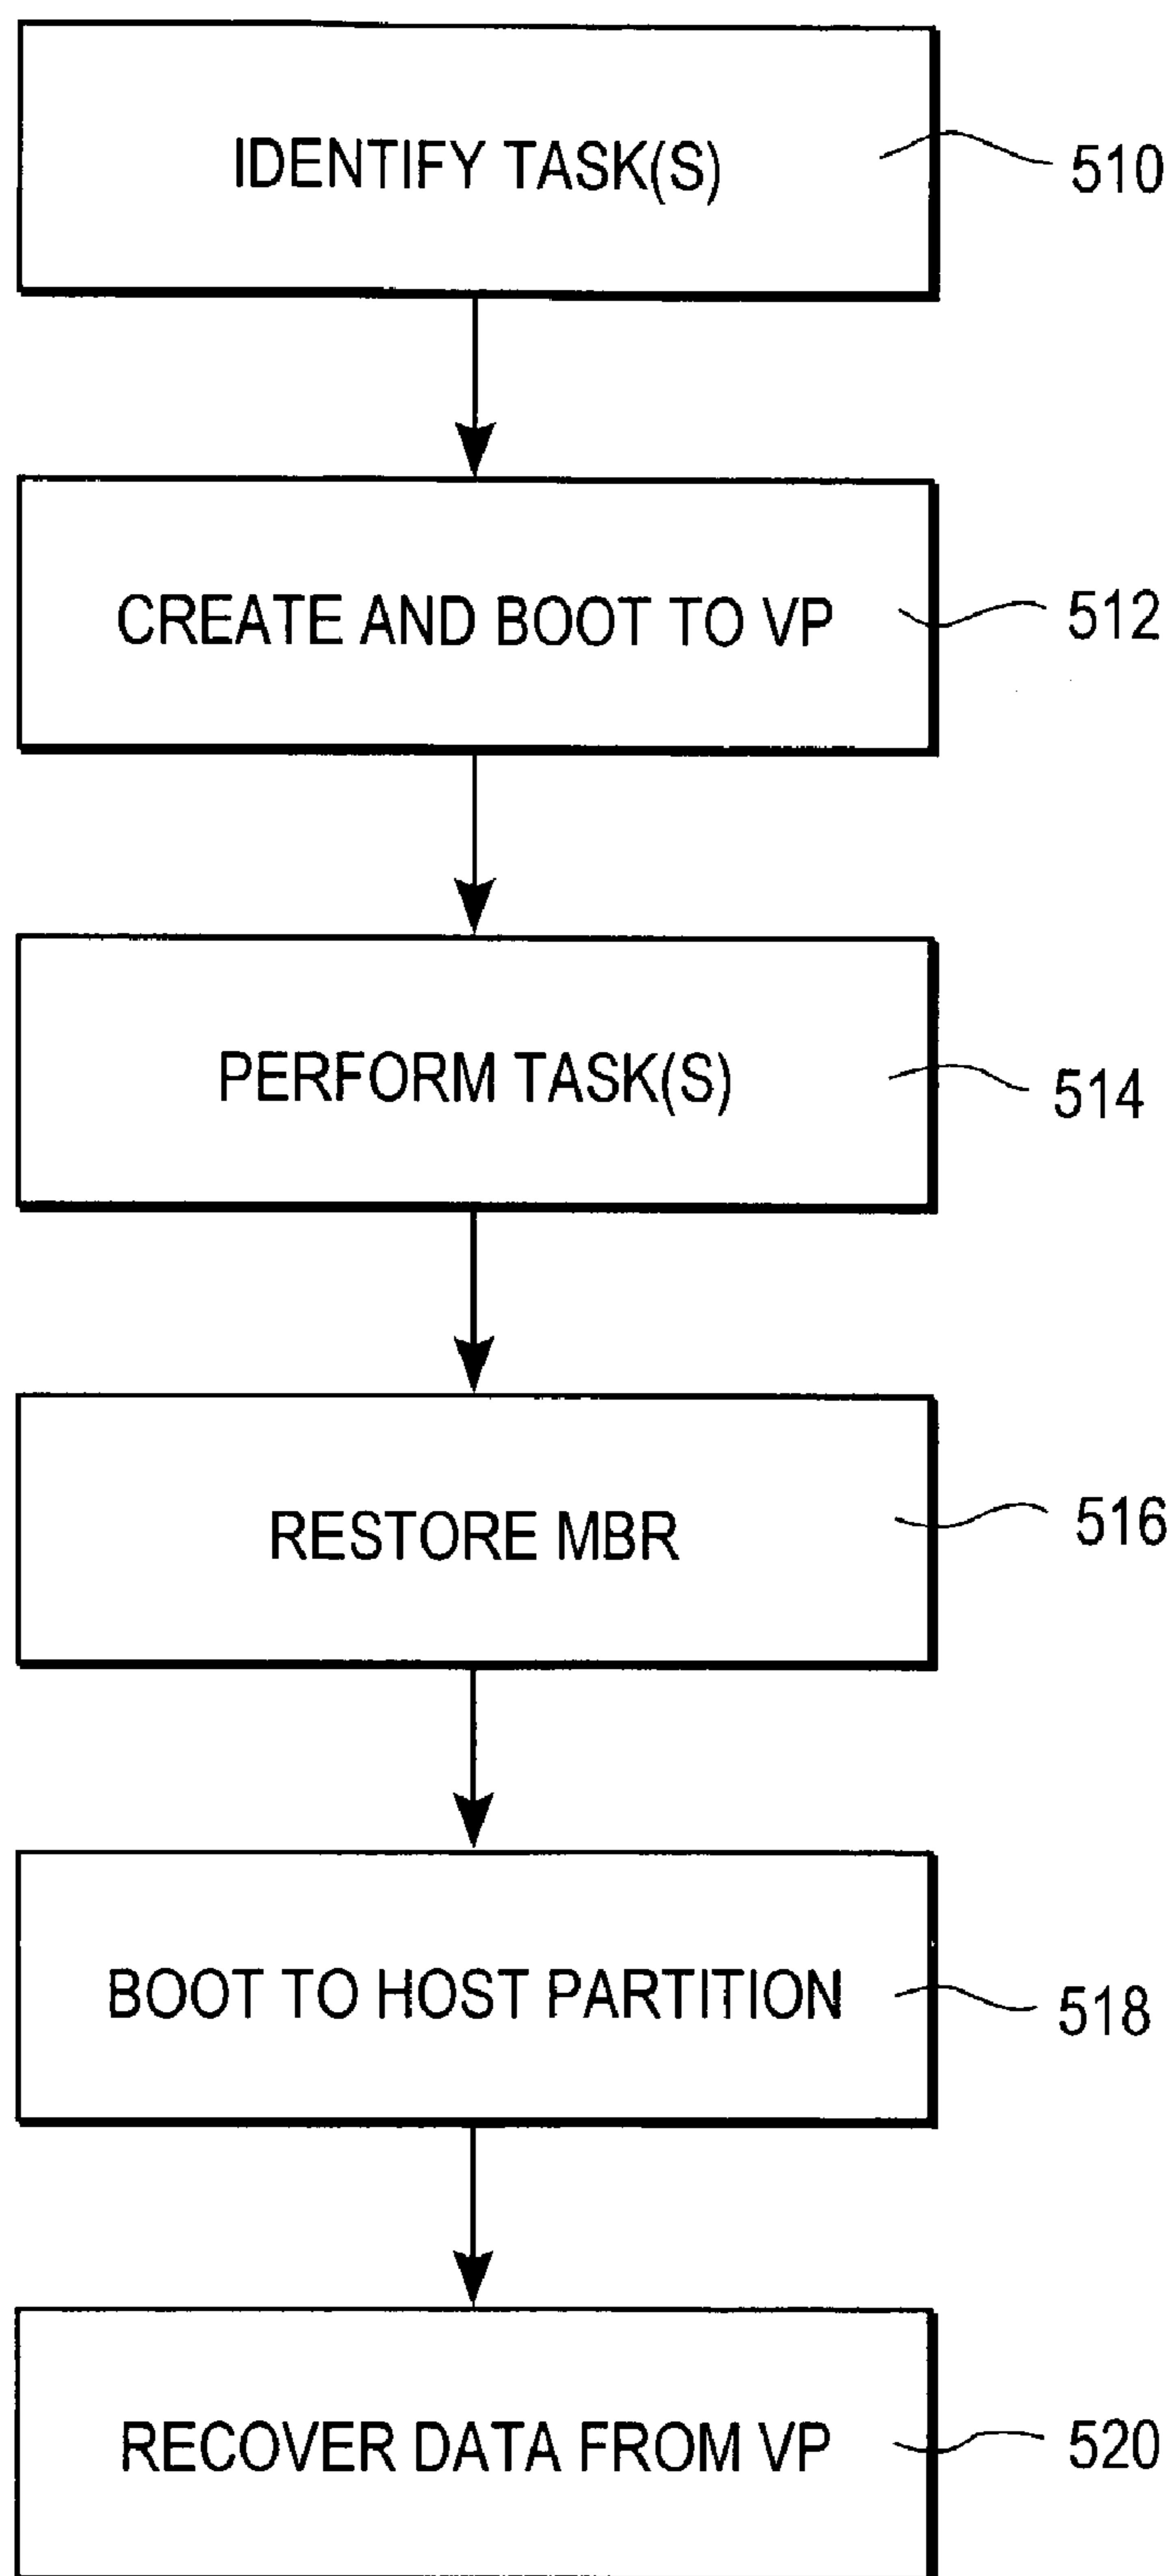 IDENTIFY TASK(S)
510
CREATE AND BOOT TO VP
512
PERFORM TASK(S)
514
RESTORE MBR
516
BOOT TO HOST PARTITION
518
RECOVER DATA FROM VP
520